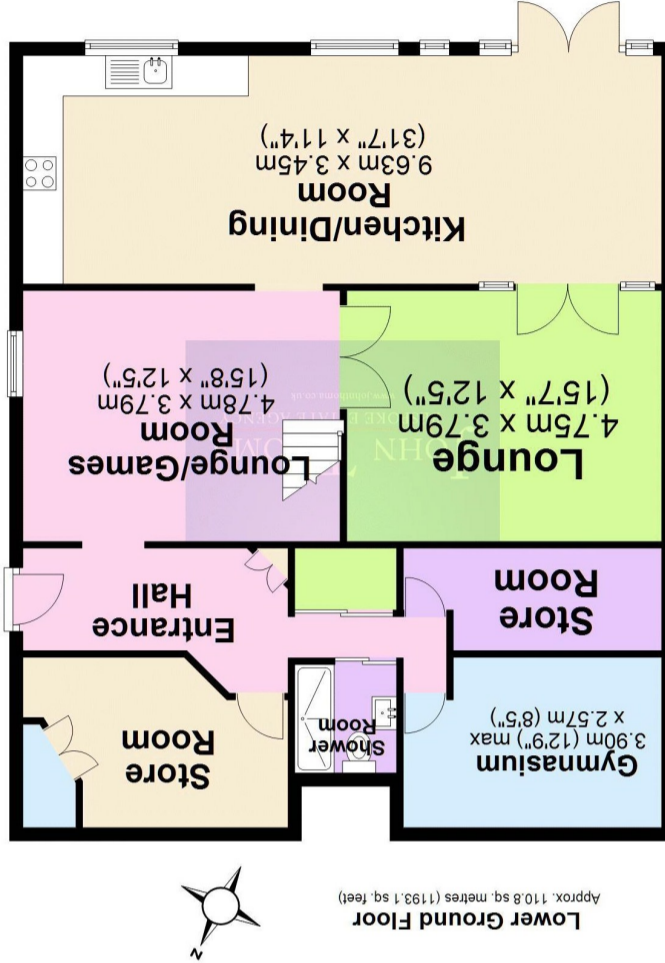 Lower Ground Floor
Approx. 110.8 sq. metres (1193.1 sq. feet)
N
Gymnasium
3.90m (12'9") max
x 2.57m (8'5")
Shower
Room
Store
Room
Store
Room
Entrance
Hall
Lounge
4.75m x 3.79m
(15'7" x 12'5")
Lounge/Games
Room
4.78m x 3.79m
(15'8" x 12'5")
Kitchen/Dining
Room
9.63m x 3.45m
(31'7" x 11'4")
JOHN
ESTATE AGENC